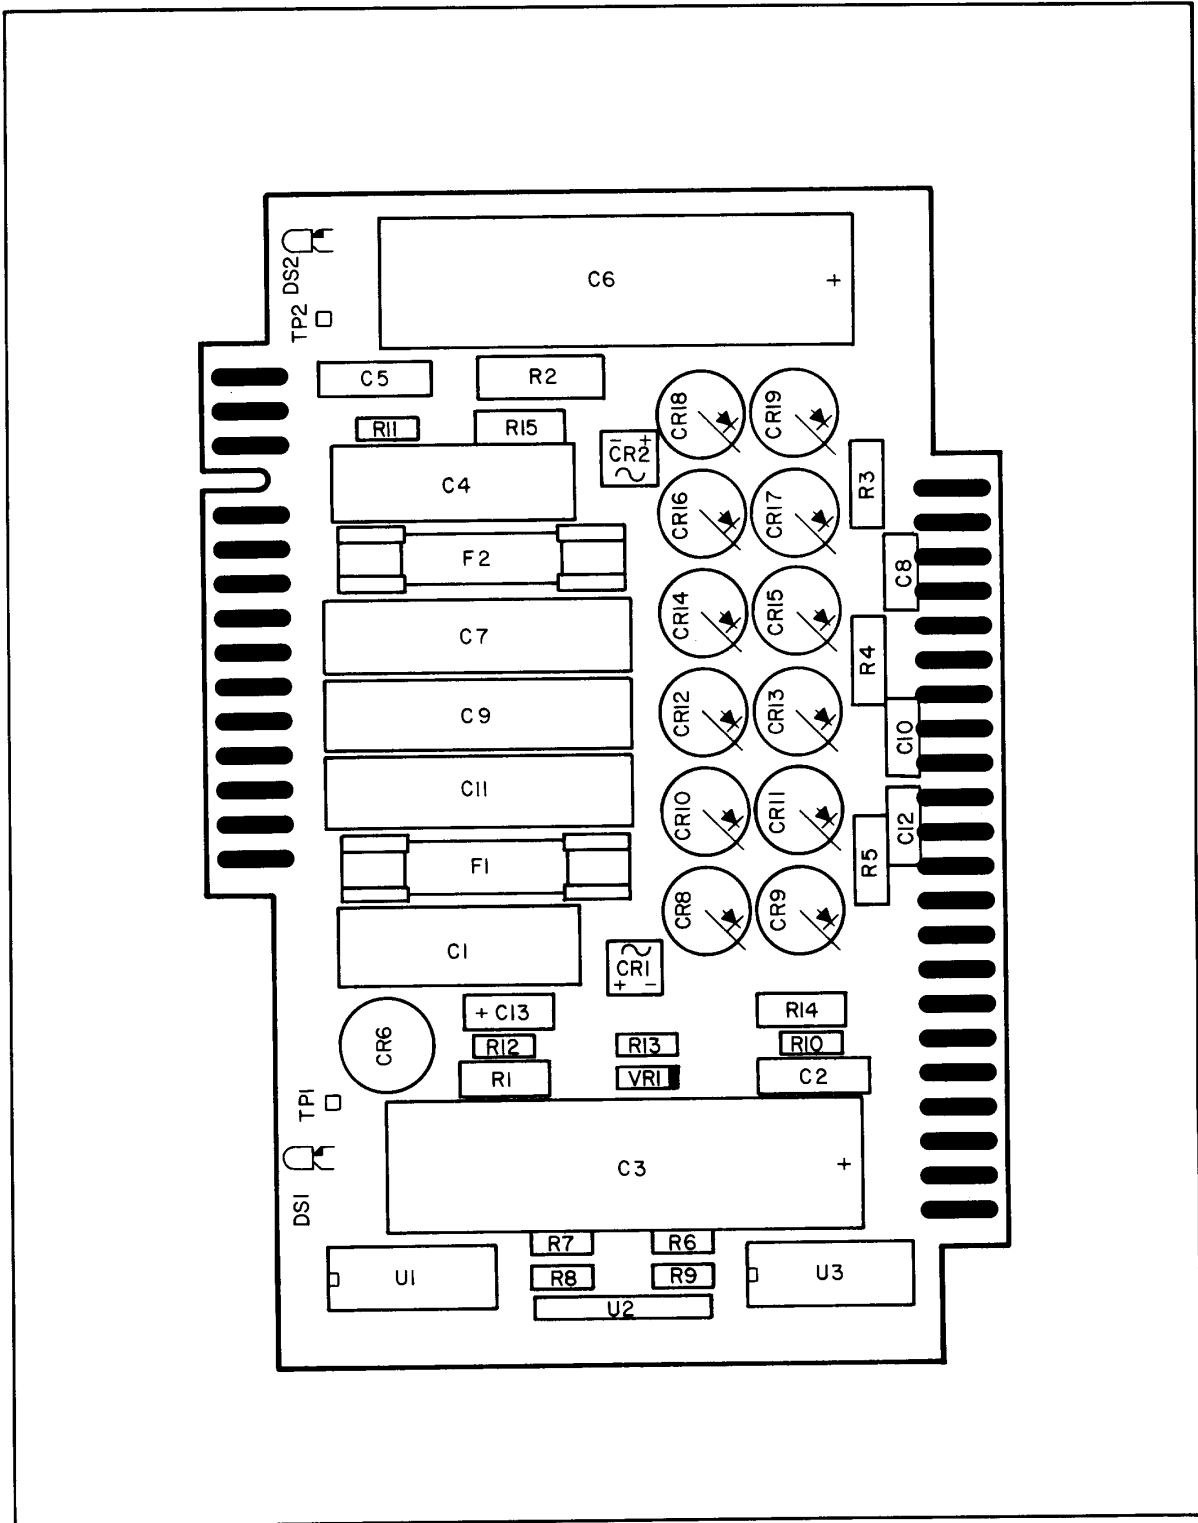 DS2
C6 +
TP2
C5
R2
CR18
CR19
R11
R15
- +
CR2
R3
C4
CR16
CR17
F2
C8
CR14
CR15
C7
R4
C9
CR12
CR13
C10
C11
CR10
CR11
C12
F1
R5
CR8
CR9
C1
CR1
+ -
+ C13
R14
CR6
R12
R13
R10
R1
VR1
C2
TP1
C3 +
DS1
R7
R6
U1
R8
R9
U3
U2